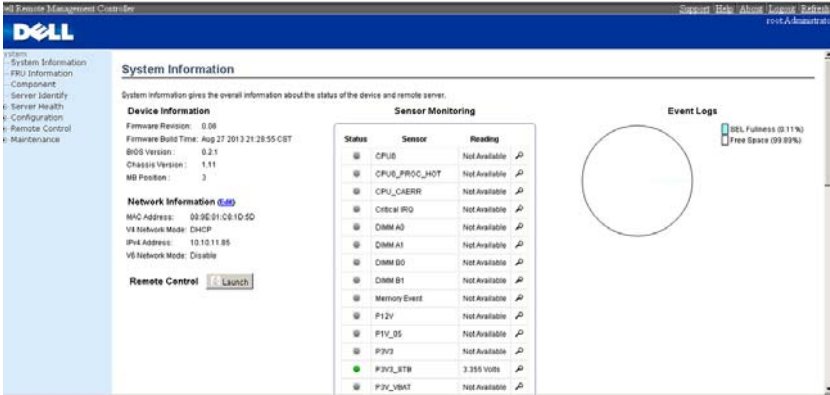 ell Remote Management Controller
Support Help About Logout Refresh
root,Administrato
DELL
ystem
System Information
FRU Information
Component
Server Identify
Server Health
Configuration
Remote Control
Maintenance
System Information
System Information gives the overall information about the status of the device and remote server.
Device Information
Firmware Revision: 0.06
Firmware Build Time: Aug 27 2013 21:28:55 CST
BIOS Version: 0.2.1
Chassis Version: 1.11
MB Position: 3
Network Information (Edit)
MAC Address: 08:9E:01:C8:1D:5D
V4 Network Mode: DHCP
IPv4 Address: 10.10.11.85
V6 Network Mode: Disable
Remote Control Launch
Sensor Monitoring
Status Sensor Reading
CPU0 Not Available
CPU0_PROC_HOT Not Available
CPU_CAERR Not Available
Critical IRQ Not Available
DIMM A0 Not Available
DIMM A1 Not Available
DIMM B0 Not Available
DIMM B1 Not Available
Memory Event Not Available
P12V Not Available
P1V_05 Not Available
P3V3 Not Available
P3V3_STB 3.355 Volts
P3V_VBAT Not Available
Event Logs
SEL Fullness (0.11%)
Free Space (99.89%)